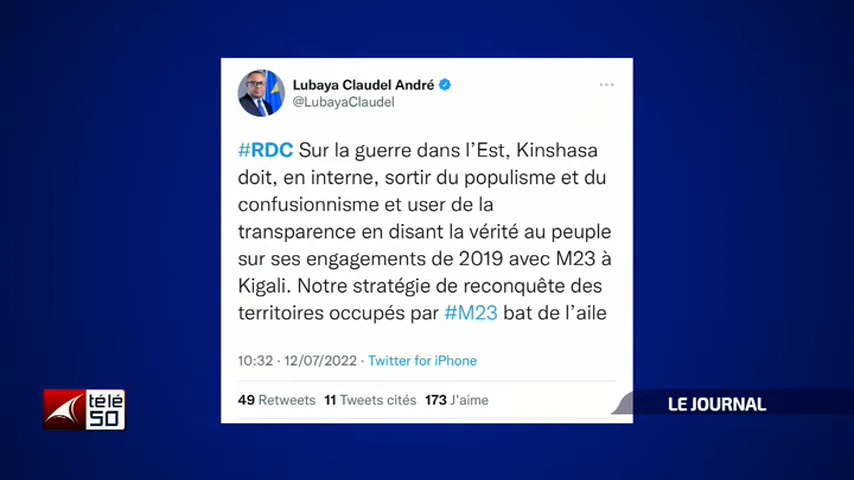 Lubaya Claudel André
@LubayaClaudel
#RDC Sur la guerre dans l'Est, Kinshasa
doit, en interne, sortir du populisme et du
confusionnisme et user de la
transparence en disant la vérité au peuple
sur ses engagements de 2019 avec M23 à
Kigali. Notre stratégie de reconquête des
territoires occupés par #M23 bat de l'aile
10:32 · 12/07/2022 · Twitter for iPhone
49 Retweets 11 Tweets cités 173 J'aime
télé
50
LE JOURNAL